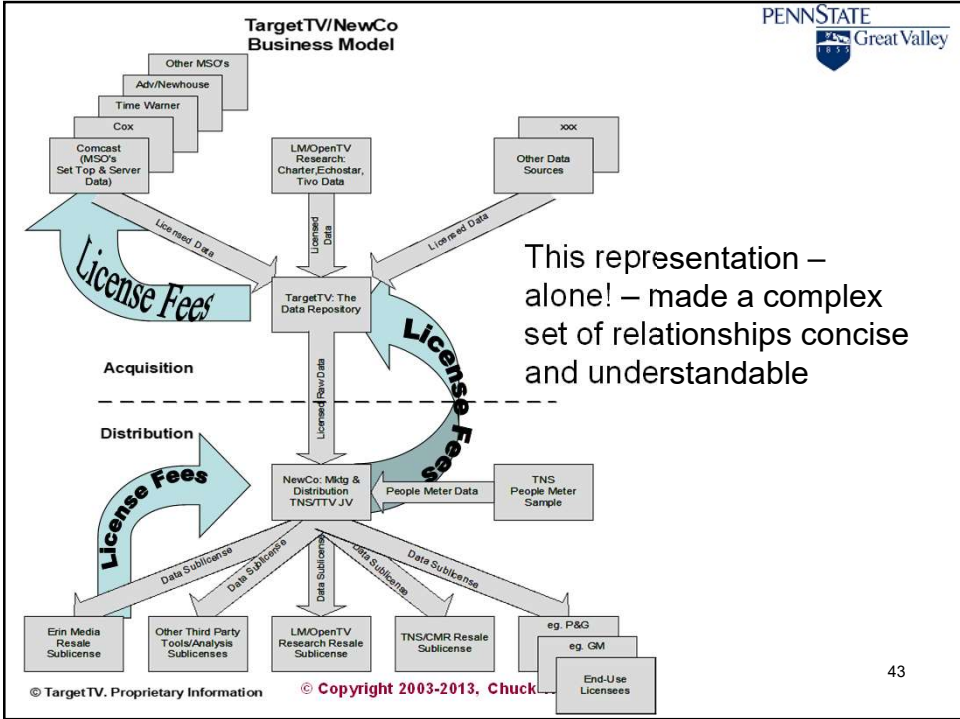 TargetTV/NewCo
Business Model
PENNSTATE
Great Valley
1855
Other MSO's
Adv/Newhouse
Time Warner
Cox
Comcast
(MSO's
Set Top & Server
Data)
LM/OpenTV
Research:
Charter,Echostar,
Tivo Data
xxx
Other Data
Sources
Licensed Data
Licensed
Data
Licensed Data
License Fees
TargetTV: The
Data Repository
This representation –
alone! – made a complex
set of relationships concise
and understandable
Acquisition
Licensed Raw Data
License Fees
Distribution
License Fees
NewCo: Mktg &
Distribution
TNS/TTV JV
People Meter Data
TNS
People Meter
Sample
Data Sublicense
Data Sublicense
Data Sublicense
Data Sublicense
Data Sublicense
Erin Media
Resale
Sublicense
Other Third Party
Tools/Analysis
Sublicenses
LM/OpenTV
Research Resale
Sublicense
TNS/CMR Resale
Sublicense
eg. P&G
eg. GM
End-Use
Licensees
43
© TargetTV. Proprietary Information
© Copyright 2003-2013, Chuck